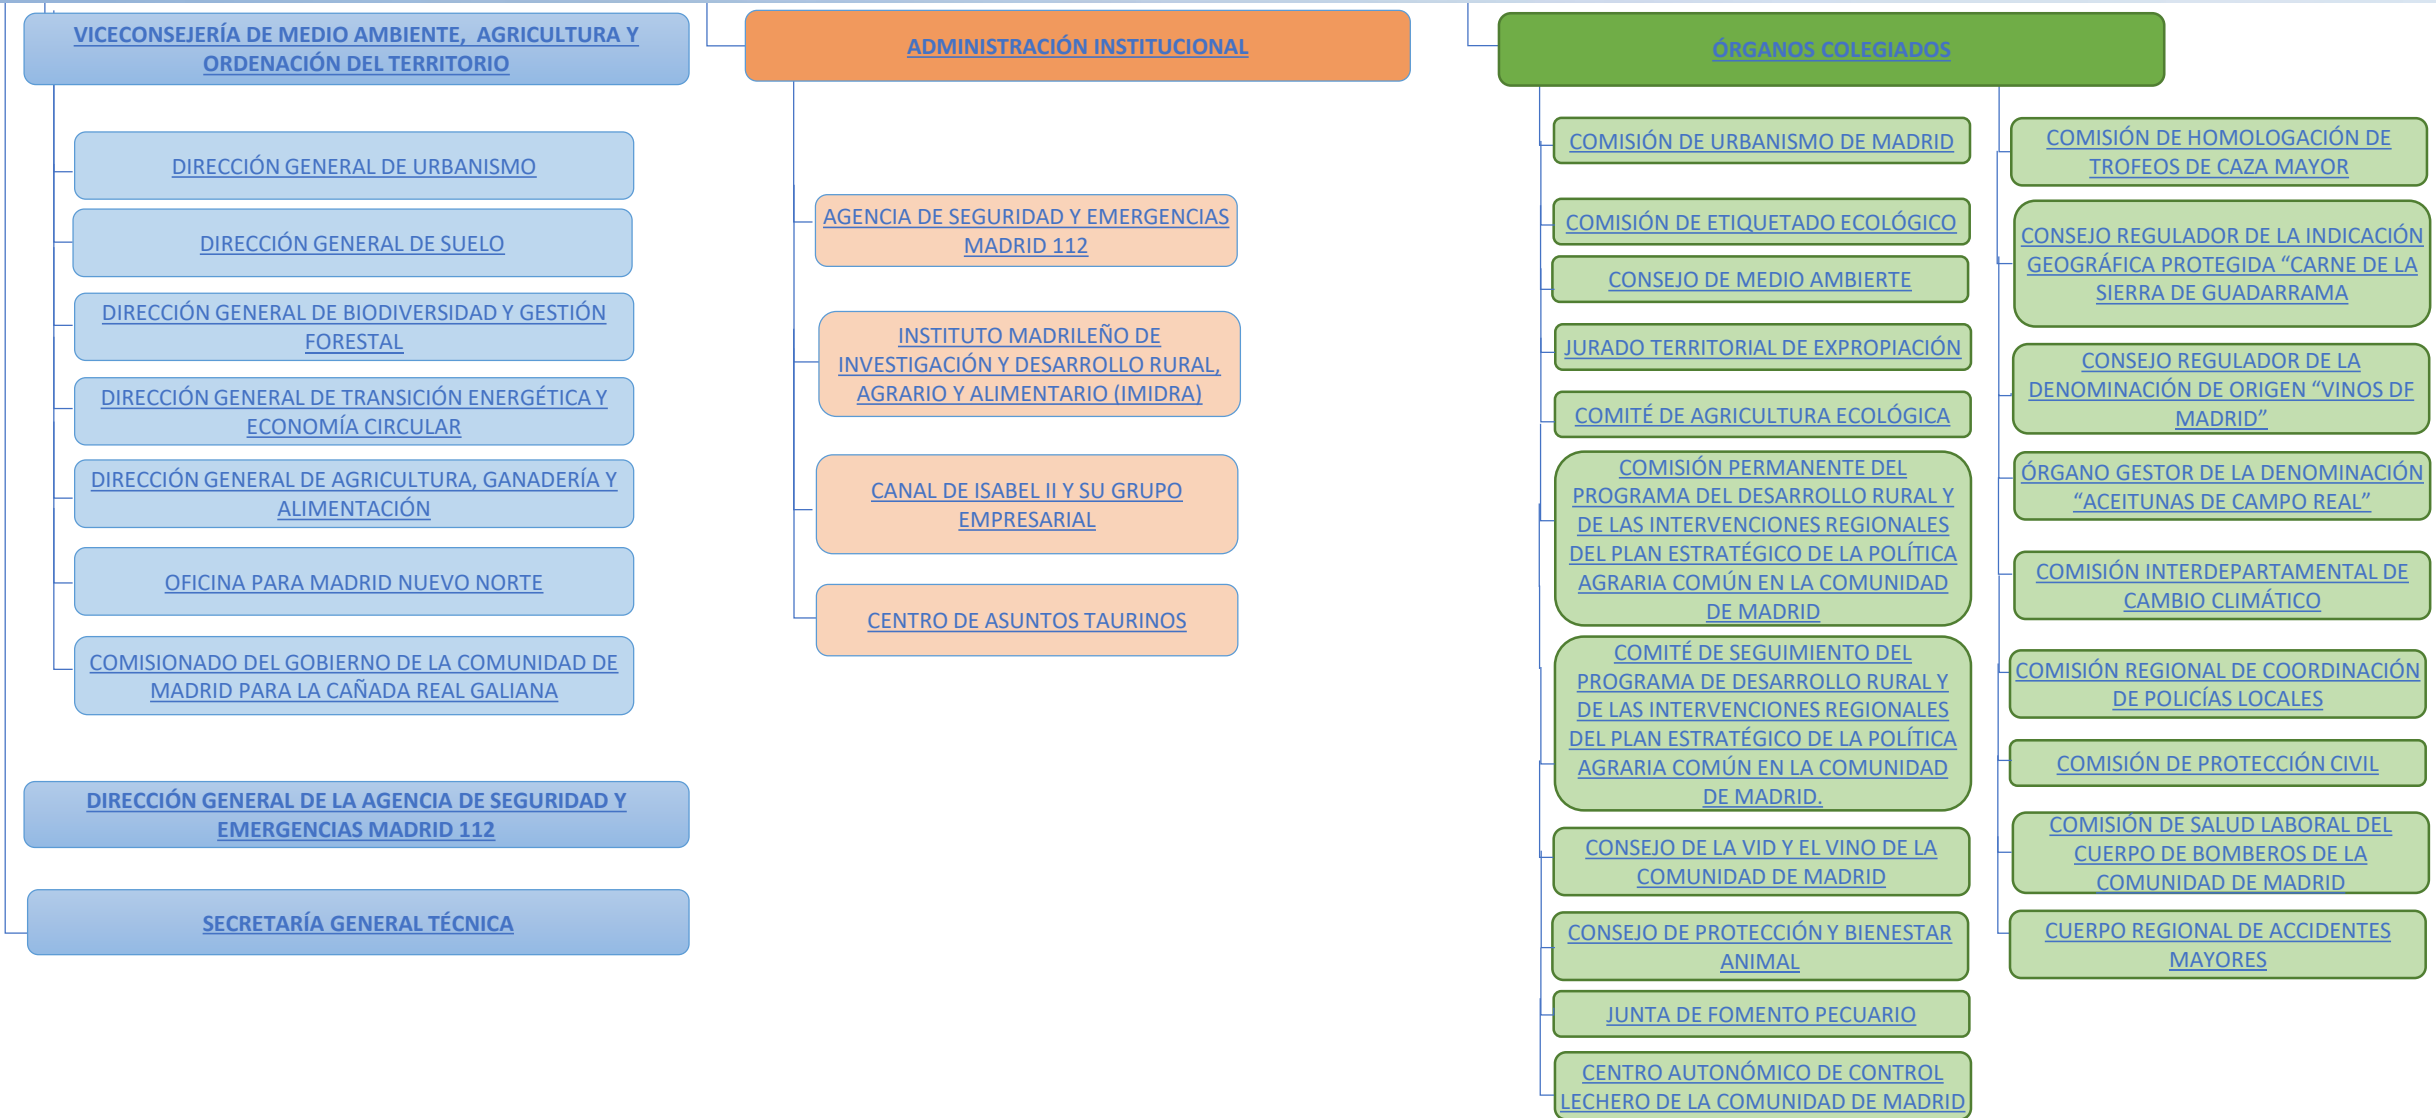 VICECONSEJERÍA DE MEDIO AMBIENTE, AGRICULTURA Y
ORDENACIÓN DEL TERRITORIO
DIRECCIÓN GENERAL DE URBANISMO
DIRECCIÓN GENERAL DE SUELO
DIRECCIÓN GENERAL DE BIODIVERSIDAD Y GESTIÓN
FORESTAL
DIRECCIÓN GENERAL DE TRANSICIÓN ENERGÉTICA Y
ECONOMÍA CIRCULAR
DIRECCIÓN GENERAL DE AGRICULTURA, GANADERÍA Y
ALIMENTACIÓN
OFICINA PARA MADRID NUEVO NORTE
COMISIONADO DEL GOBIERNO DE LA COMUNIDAD DE
MADRID PARA LA CAÑADA REAL GALIANA
DIRECCIÓN GENERAL DE LA AGENCIA DE SEGURIDAD Y
EMERGENCIAS MADRID 112
SECRETARÍA GENERAL TÉCNICA
ADMINISTRACIÓN INSTITUCIONAL
AGENCIA DE SEGURIDAD Y EMERGENCIAS
MADRID 112
INSTITUTO MADRILEÑO DE
INVESTIGACIÓN Y DESARROLLO RURAL,
AGRARIO Y ALIMENTARIO (IMIDRA)
CANAL DE ISABEL II Y SU GRUPO
EMPRESARIAL
CENTRO DE ASUNTOS TAURINOS
ÓRGANOS COLEGIADOS
COMISIÓN DE URBANISMO DE MADRID
COMISIÓN DE ETIQUETADO ECOLÓGICO
CONSEJO DE MEDIO AMBIERTE
JURADO TERRITORIAL DE EXPROPIACIÓN
COMITÉ DE AGRICULTURA ECOLÓGICA
COMISIÓN PERMANENTE DEL
PROGRAMA DEL DESARROLLO RURAL Y
DE LAS INTERVENCIONES REGIONALES
DEL PLAN ESTRATÉGICO DE LA POLÍTICA
AGRARIA COMÚN EN LA COMUNIDAD
DE MADRID
COMITÉ DE SEGUIMIENTO DEL
PROGRAMA DE DESARROLLO RURAL Y
DE LAS INTERVENCIONES REGIONALES
DEL PLAN ESTRATÉGICO DE LA POLÍTICA
AGRARIA COMÚN EN LA COMUNIDAD
DE MADRID.
CONSEJO DE LA VID Y EL VINO DE LA
COMUNIDAD DE MADRID
CONSEJO DE PROTECCIÓN Y BIENESTAR
ANIMAL
JUNTA DE FOMENTO PECUARIO
CENTRO AUTONÓMICO DE CONTROL
LECHERO DE LA COMUNIDAD DE MADRID
COMISIÓN DE HOMOLOGACIÓN DE
TROFEOS DE CAZA MAYOR
CONSEJO REGULADOR DE LA INDICACIÓN
GEOGRÁFICA PROTEGIDA “CARNE DE LA
SIERRA DE GUADARRAMA
CONSEJO REGULADOR DE LA
DENOMINACIÓN DE ORIGEN “VINOS DF
MADRID”
ÓRGANO GESTOR DE LA DENOMINACIÓN
“ACEITUNAS DE CAMPO REAL”
COMISIÓN INTERDEPARTAMENTAL DE
CAMBIO CLIMÁTICO
COMISIÓN REGIONAL DE COORDINACIÓN
DE POLICÍAS LOCALES
COMISIÓN DE PROTECCIÓN CIVIL
COMISIÓN DE SALUD LABORAL DEL
CUERPO DE BOMBEROS DE LA
COMUNIDAD DE MADRID
CUERPO REGIONAL DE ACCIDENTES
MAYORES